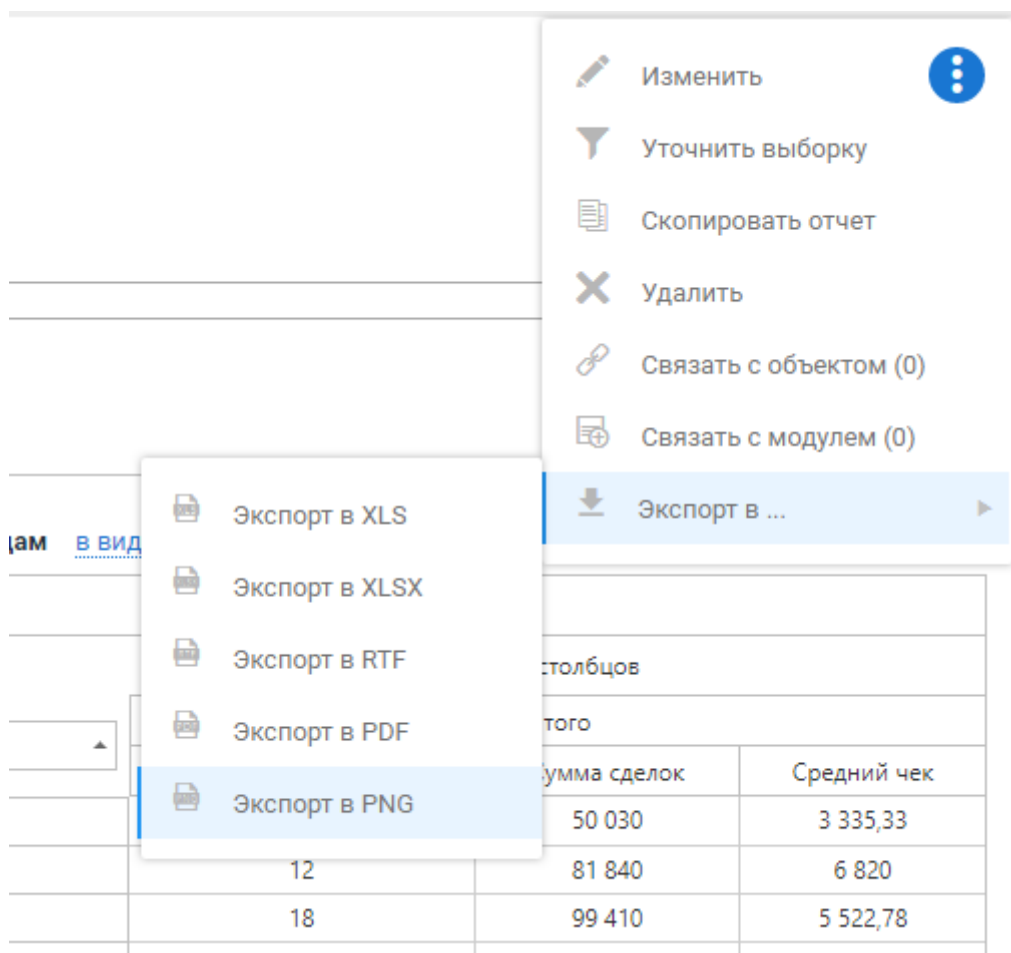 Изменить
Уточнить выборку
Скопировать отчет
Удалить
Связать с объектом (0)
Связать с модулем (0)
Экспорт в ...
Экспорт в XLS
Экспорт в XLSX
Экспорт в RTF
Экспорт в PDF
Экспорт в PNG
в вид
столбцов
того
умма сделок Средний чек
50 030 3 335,33
12 81 840 6 820
18 99 410 5 522,78